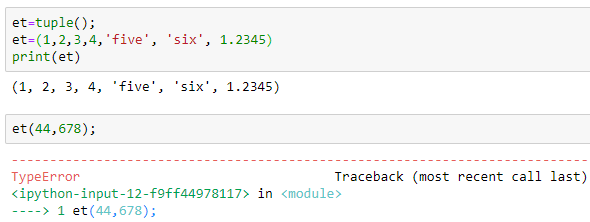 et=tuple();
et=(1,2,3,4,'five', 'six', 1.2345)
print(et)
(1, 2, 3, 4, 'five', 'six', 1.2345)
et(44,678);
---------------------------------------------------------------------------
TypeError                                 Traceback (most recent call last)
<ipython-input-12-f9ff44978117> in <module>
----> 1 et(44,678);